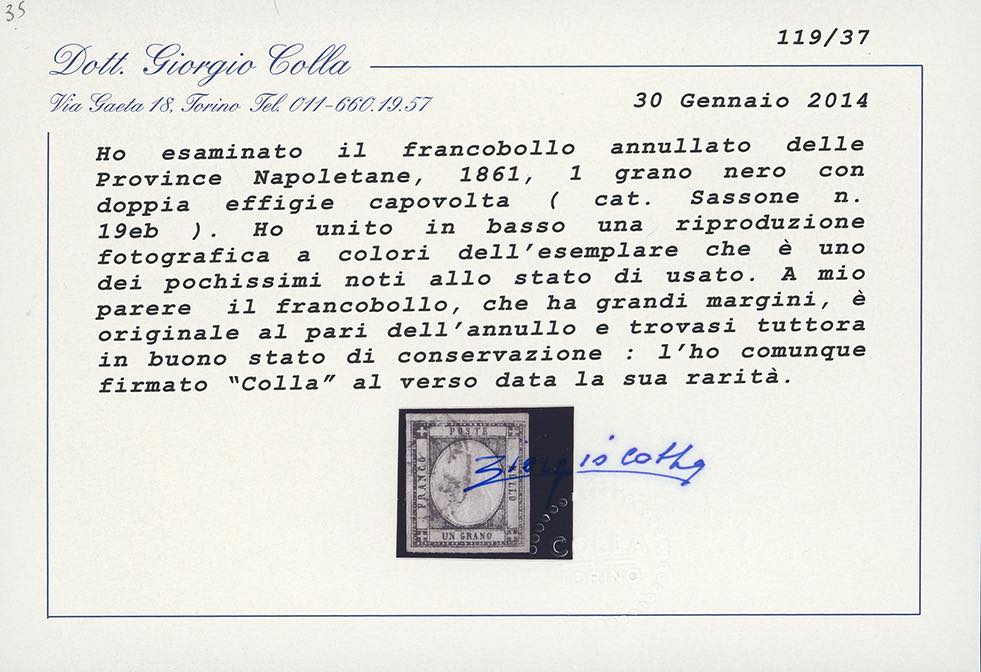 35
119/37
Dott. Giorgio Colla
Via Gaeta 18, Torino Tel. 011-660.19.57
30 Gennaio 2014
Ho esaminato il francobollo annullato delle
Province Napoletane, 1861, 1 grano nero con
doppia effigie capovolta ( cat. Sassone n.
19eb ). Ho unito in basso una riproduzione
fotografica a colori dell'esemplare che è uno
dei pochissimi noti allo stato di usato. A mio
parere il francobollo, che ha grandi margini, è
originale al pari dell'annullo e trovasi tuttora
in buono stato di conservazione : l'ho comunque
firmato “Colla” al verso data la sua rarità.
POSTE
FRANCO
BOLLO
UN GRANO
Giorgio Colla
COLLA
TORINO